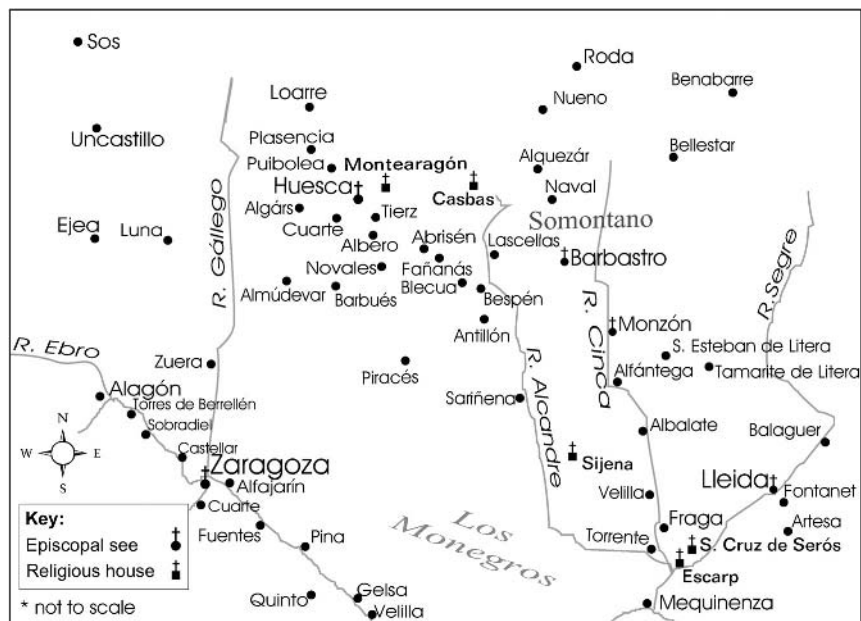 Sos
Roda
Benabarre
Loarre
Nueno
Uncastillo
Plasencia
Bellestar
Puibolea
Montearagón
Alquezár
Huesca
Casbas
Naval
Algárs
Tierz
Somontano
Cuarte
Ejea
Luna
R. Gállego
Albero
Abrisén
Lascellas
Barbastro
R. Segre
Novales
Fañanás
Almúdevar
Barbués
Blecua
Bespén
R. Cinca
Antillón
Monzón
R. Ebro
Zuera
Piracés
R. Alcandre
S. Esteban de Litera
Alfántega
Tamarite de Litera
Alagón
Sariñena
Torres de Berrellén
Sobradiel
Albalate
Balaguer
N
W E
S
Castellar
Zaragoza
Sijena
Alfajarín
Lleida
Velilla
Fontanet
Cuarte
Los
Monegros
Fuentes
Pina
Torrente
Fraga
Artesa
S. Cruz de Serós
Escarp
Key:
Episcopal see
Religious house
* not to scale
Quinto
Gelsa
Velilla
Mequinenza